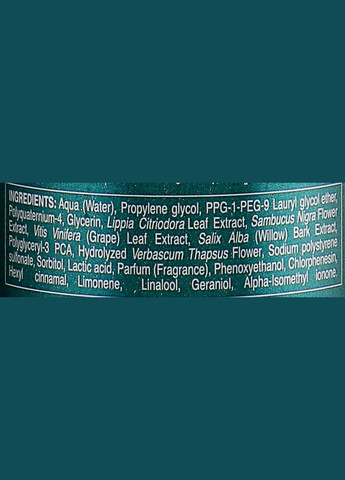 INGREDIENTS: Aqua (Water), Propylene glycol, PPG-1-PEG-9 Lauryl glycol ether,
Polyquaternium-4, Glycerin, Lippia Citriodora Leaf Extract, Sambucus Nigra Flower
Extract, Vitis Vinifera (Grape) Leaf Extract, Salix Alba (Willow) Bark Extract,
Polyglyceryl-3 PCA, Hydrolyzed Verbascum Thapsus Flower, Sodium polystyrene
sulfonate, Sorbitol, Lactic acid, Parfum (Fragrance), Phenoxyethanol, Chlorphenesin,
Hexyl cinnamal, Limonene, Linalool, Geraniol, Alpha-Isomethyl ionone.